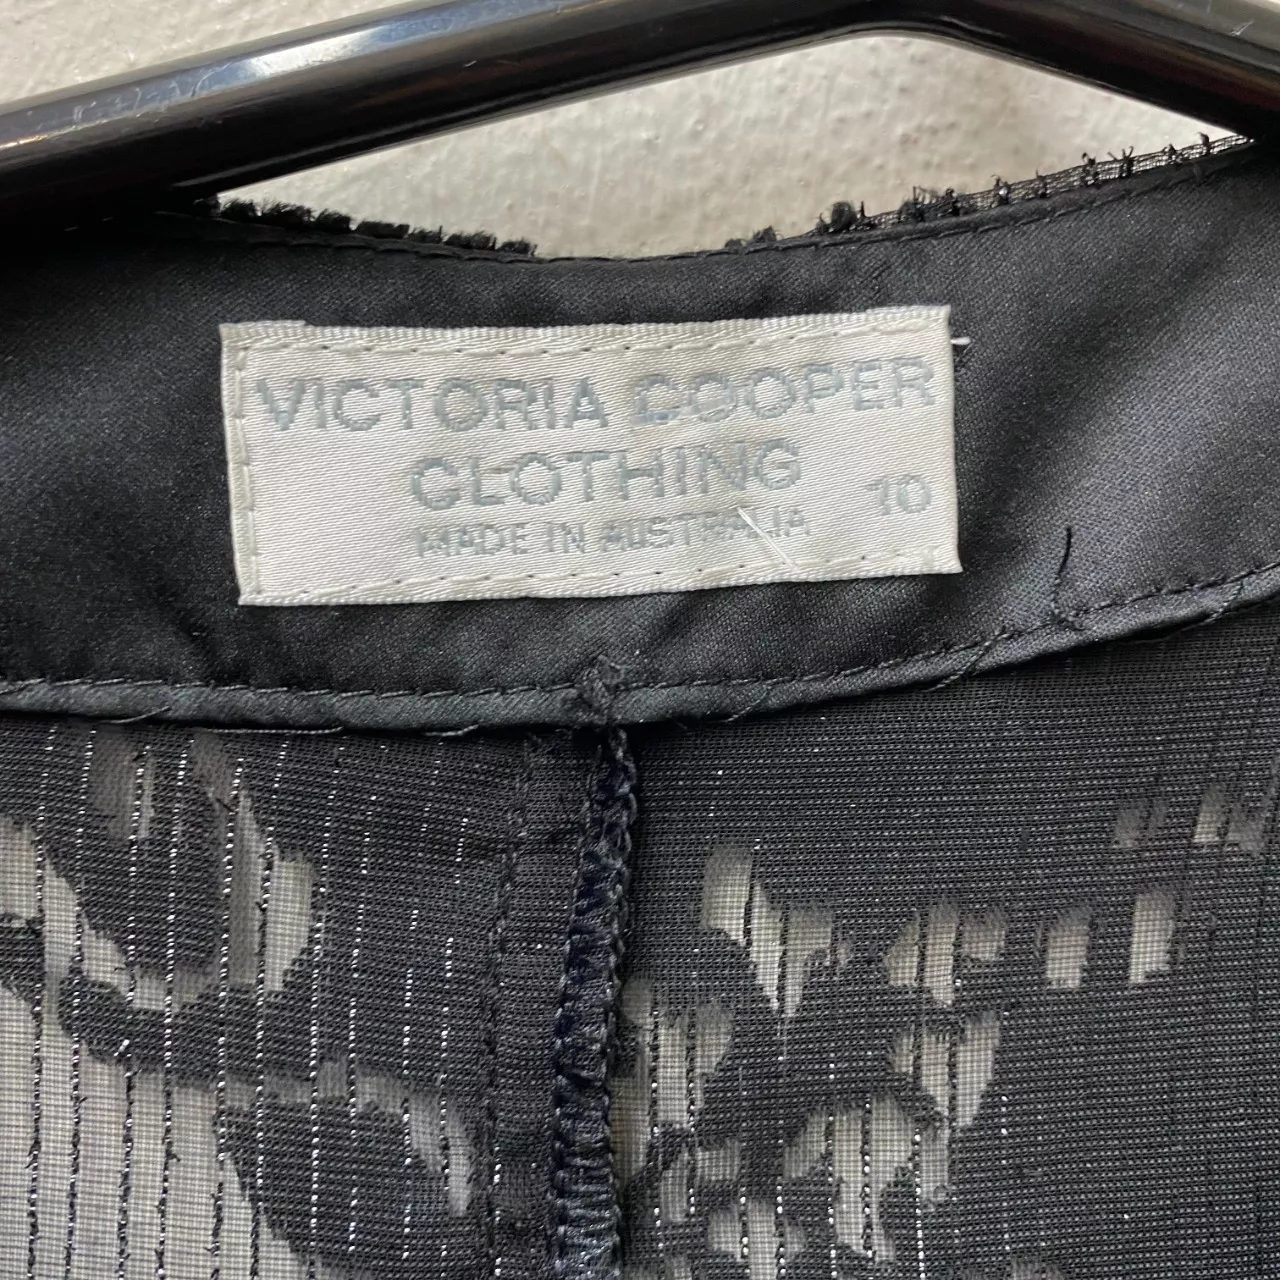 VICTORIA COOPER
CLOTHING
MADE IN AUSTRALIA
10